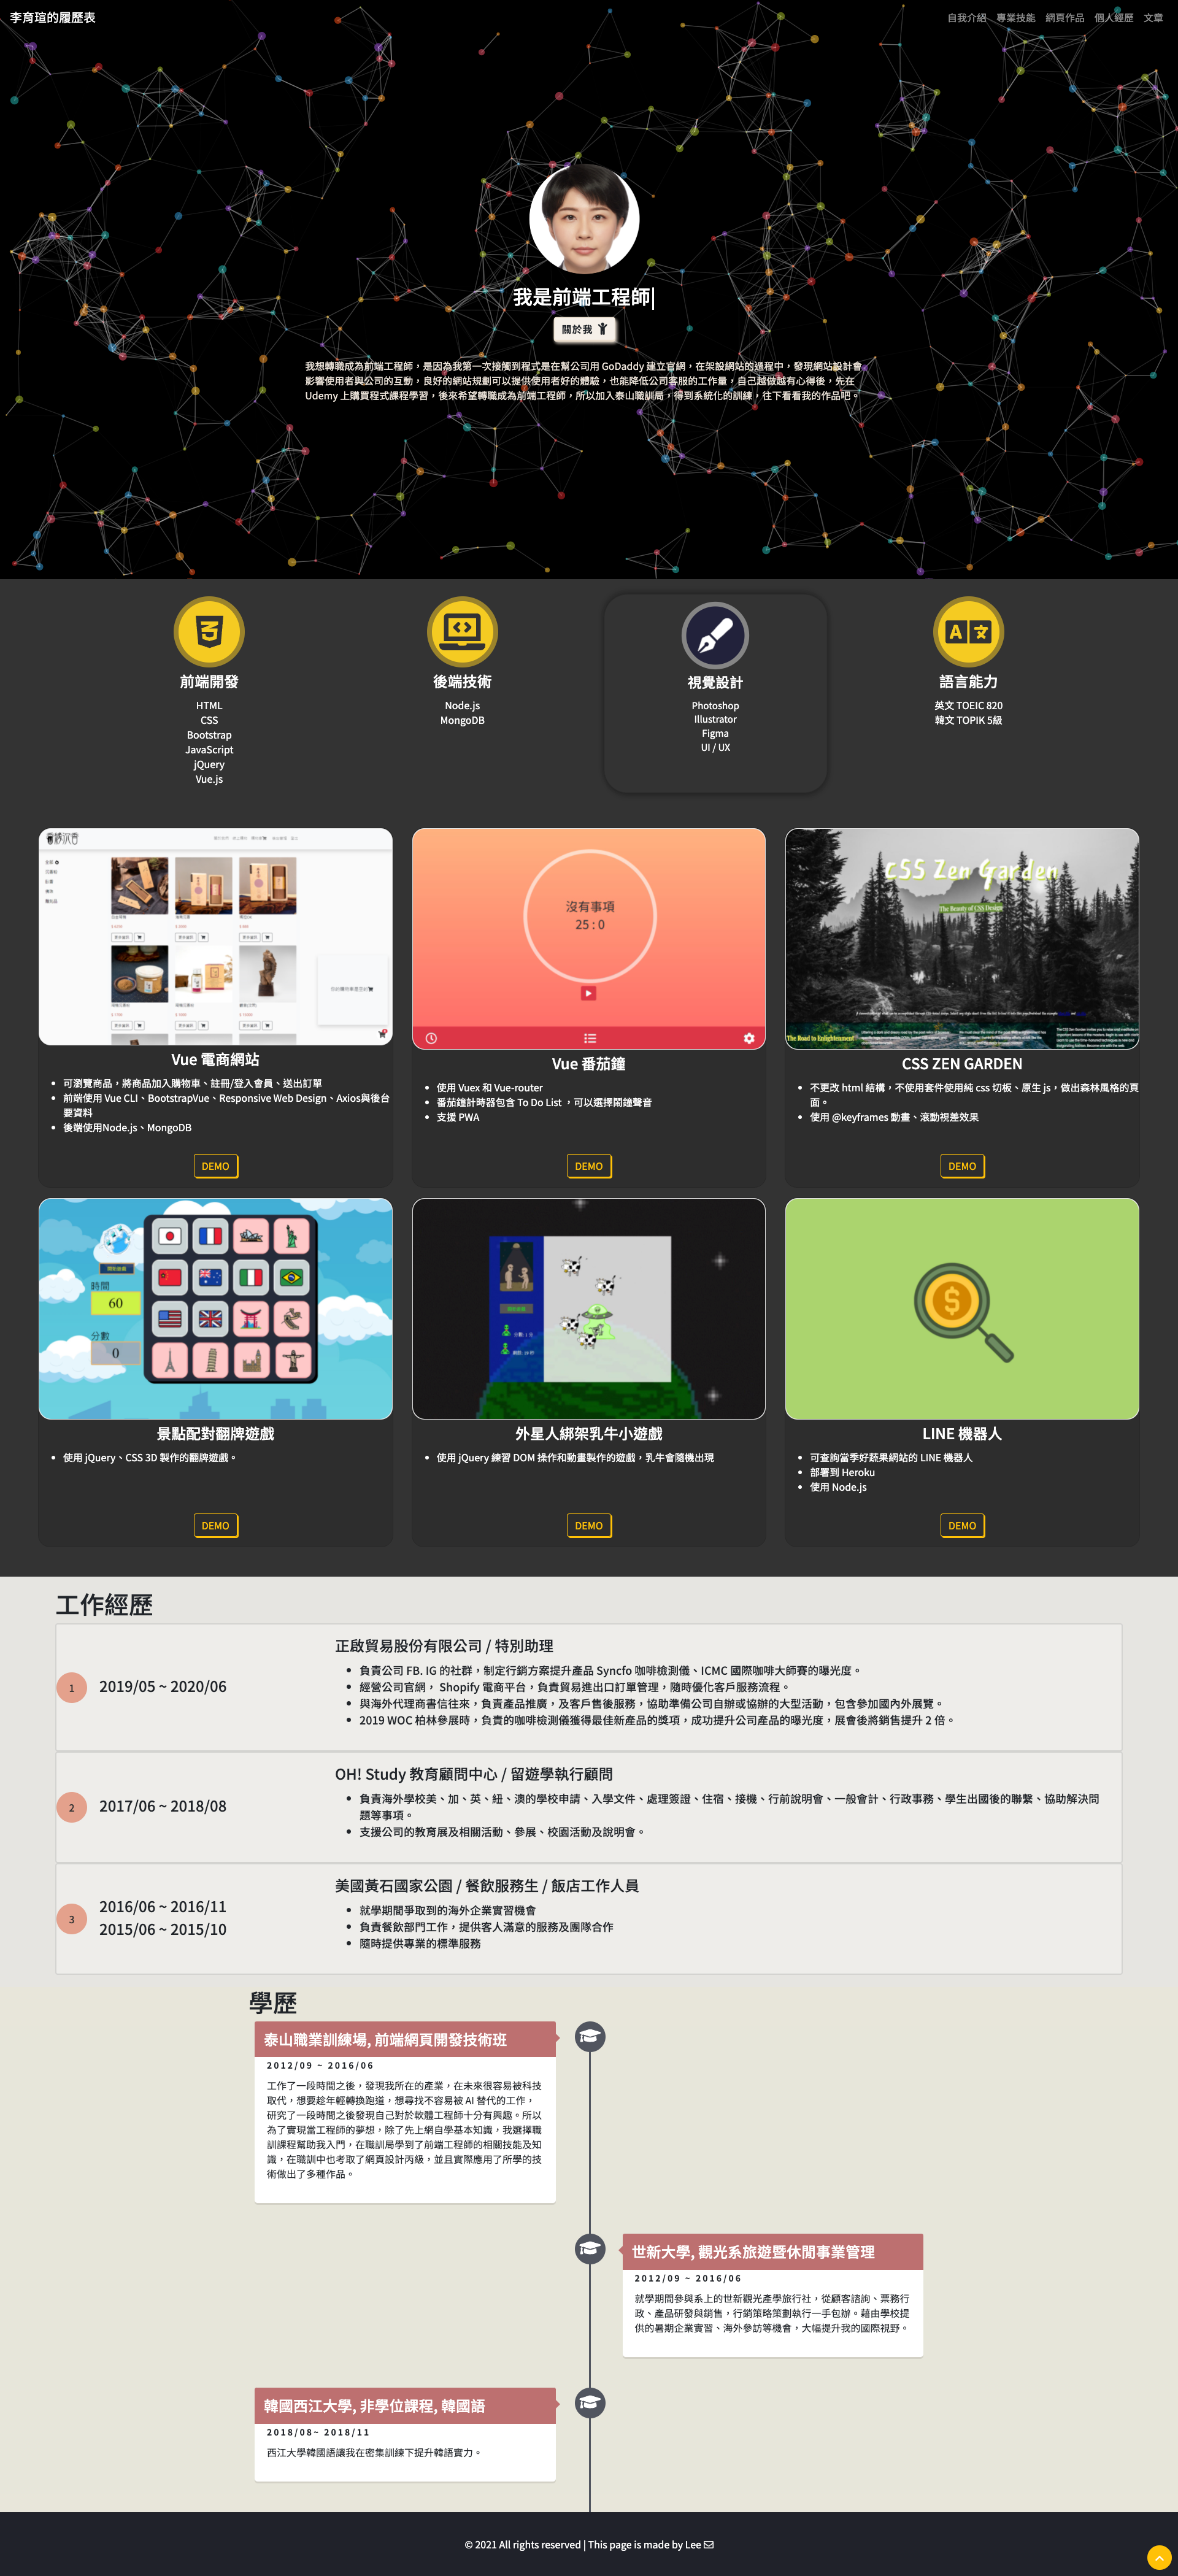 李育瑄的履歷表
自我介紹 專業技能 網頁作品 個人經歷 文章
我是前端工程師|
關於我
我想轉職成為前端工程師，是因為我第一次接觸到程式是在幫公司用 GoDaddy 建立官網，在架設網站的過程中，發現網站設計會
影響使用者與公司的互動，良好的網站規劃可以提供使用者好的體驗，也能降低公司客服的工作量，自己越做越有心得後，先在
Udemy 上購買程式課程學習，後來希望轉職成為前端工程師，所以加入泰山職訓局，得到系統化的訓練，往下看看我的作品吧。
前端開發
HTML
CSS
Bootstrap
JavaScript
jQuery
Vue.js
後端技術
Node.js
MongoDB
視覺設計
Photoshop
Illustrator
Figma
UI / UX
語言能力
英文 TOEIC 820
韓文 TOPIK 5級
Vue 電商網站
可瀏覽商品，將商品加入購物車、註冊/登入會員、送出訂單
前端使用 Vue CLI、BootstrapVue、Responsive Web Design、Axios與後台
要資料
後端使用Node.js、MongoDB
DEMO
沒有事項
25 : 0
Vue 番茄鐘
使用 Vuex 和 Vue-router
番茄鐘計時器包含 To Do List ，可以選擇鬧鐘聲音
支援 PWA
DEMO
CSS Zen Garden
The Beauty of CSS Design
The Road to Enlightenment
CSS ZEN GARDEN
不更改 html 結構，不使用套件使用純 css 切板、原生 js，做出森林風格的頁
面。
使用 @keyframes 動畫、滾動視差效果
DEMO
時間
60
分數
0
景點配對翻牌遊戲
使用 jQuery、CSS 3D 製作的翻牌遊戲。
DEMO
外星人綁架乳牛小遊戲
使用 jQuery 練習 DOM 操作和動畫製作的遊戲，乳牛會隨機出現
DEMO
LINE 機器人
可查詢當季好蔬果網站的 LINE 機器人
部署到 Heroku
使用 Node.js
DEMO
工作經歷
1
2019/05 ~ 2020/06
正啟貿易股份有限公司 / 特別助理
負責公司 FB. IG 的社群，制定行銷方案提升產品 Syncfo 咖啡檢測儀、ICMC 國際咖啡大師賽的曝光度。
經營公司官網， Shopify 電商平台，負責貿易進出口訂單管理，隨時優化客戶服務流程。
與海外代理商書信往來，負責產品推廣，及客戶售後服務，協助準備公司自辦或協辦的大型活動，包含參加國內外展覽。
2019 WOC 柏林參展時，負責的咖啡檢測儀獲得最佳新產品的獎項，成功提升公司產品的曝光度，展會後將銷售提升 2 倍。
2
2017/06 ~ 2018/08
OH! Study 教育顧問中心 / 留遊學執行顧問
負責海外學校美、加、英、紐、澳的學校申請、入學文件、處理簽證、住宿、接機、行前說明會、一般會計、行政事務、學生出國後的聯繫、協助解決問
題等事項。
支援公司的教育展及相關活動、參展、校園活動及說明會。
3
2016/06 ~ 2016/11
2015/06 ~ 2015/10
美國黃石國家公園 / 餐飲服務生 / 飯店工作人員
就學期間爭取到的海外企業實習機會
負責餐飲部門工作，提供客人滿意的服務及團隊合作
隨時提供專業的標準服務
學歷
泰山職業訓練場, 前端網頁開發技術班
2012/09 ~ 2016/06
工作了一段時間之後，發現我所在的產業，在未來很容易被科技
取代，想要趁年輕轉換跑道，想尋找不容易被 AI 替代的工作，
研究了一段時間之後發現自己對於軟體工程師十分有興趣。所以
為了實現當工程師的夢想，除了先上網自學基本知識，我選擇職
訓課程幫助我入門，在職訓局學到了前端工程師的相關技能及知
識，在職訓中也考取了網頁設計丙級，並且實際應用了所學的技
術做出了多種作品。
世新大學, 觀光系旅遊暨休閒事業管理
2012/09 ~ 2016/06
就學期間參與系上的世新觀光產學旅行社，從顧客諮詢、票務行
政、產品研發與銷售，行銷策略策劃執行一手包辦。藉由學校提
供的暑期企業實習、海外參訪等機會，大幅提升我的國際視野。
韓國西江大學, 非學位課程, 韓國語
2018/08~ 2018/11
西江大學韓國語讓我在密集訓練下提升韓語實力。
© 2021 All rights reserved | This page is made by Lee